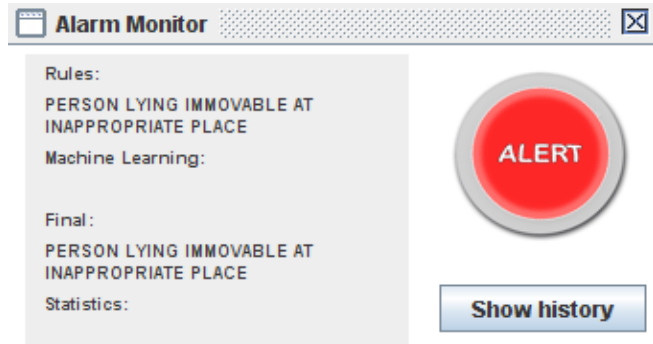 Alarm Monitor
Rules:
PERSON LYING IMMOVABLE AT
INAPPROPRIATE PLACE
Machine Learning:
Final:
PERSON LYING IMMOVABLE AT
INAPPROPRIATE PLACE
Statistics:
ALERT
Show history